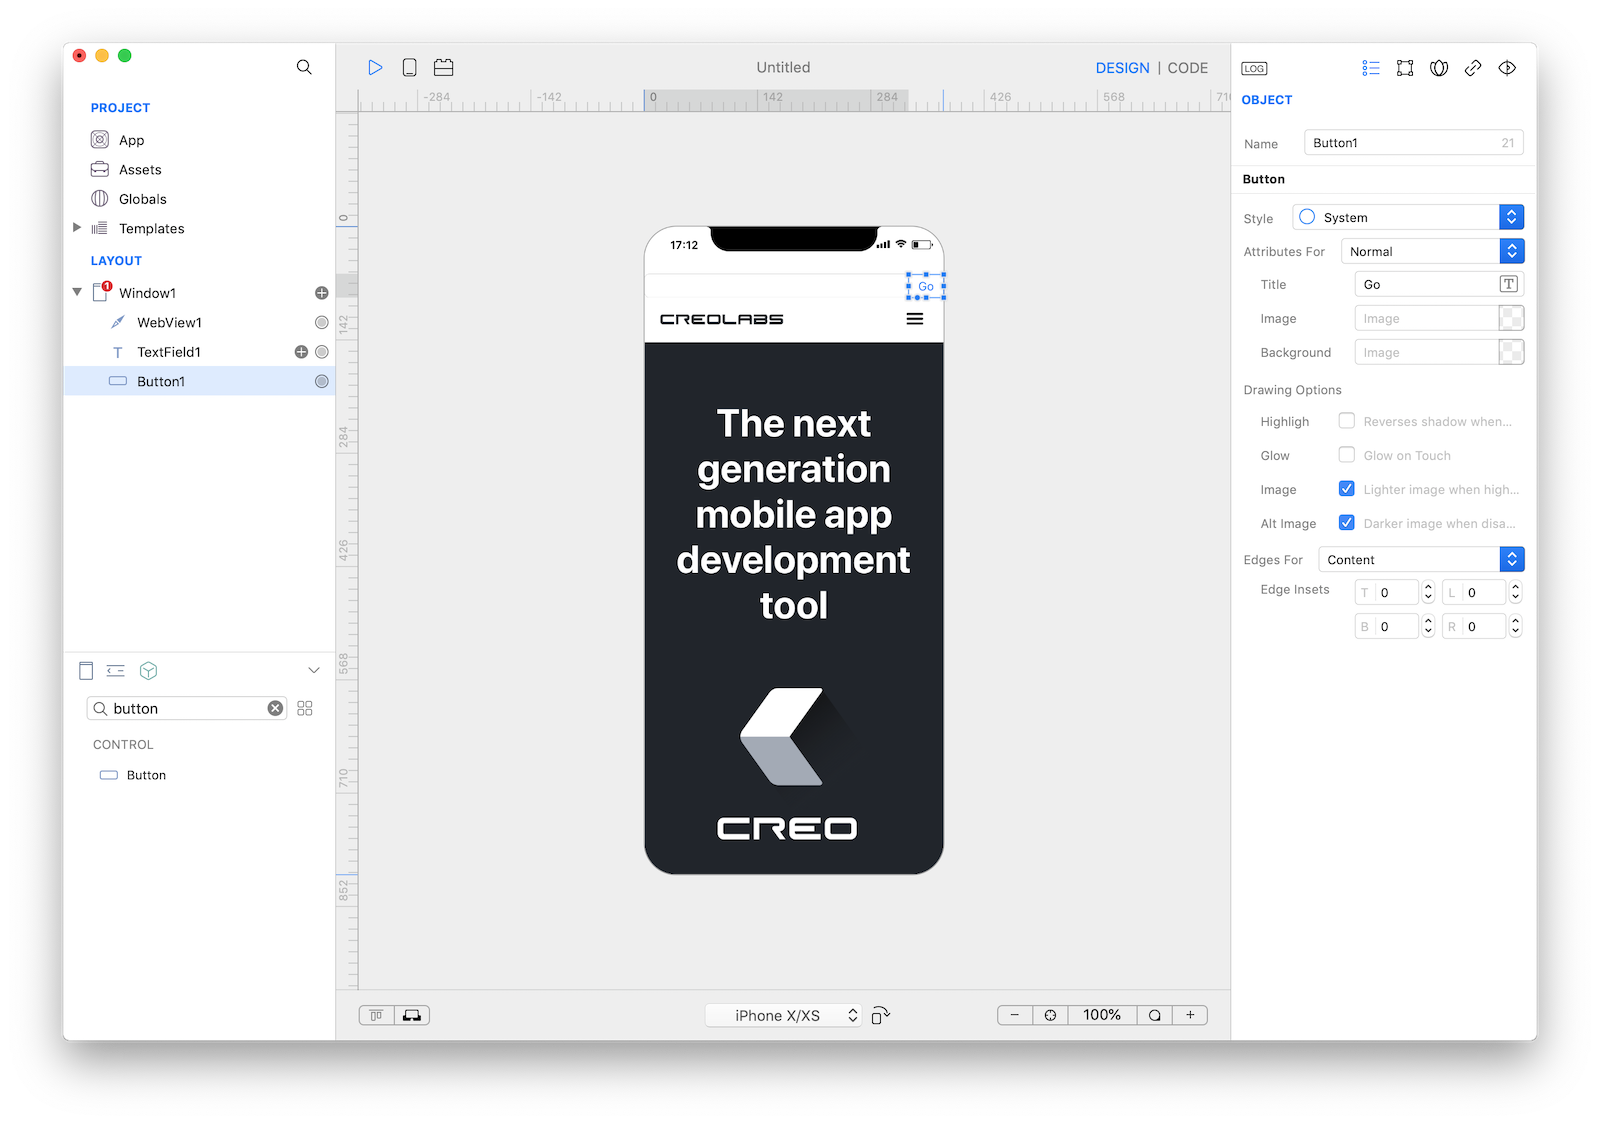 Untitled
DESIGN | CODE
LOG
PROJECT
App
Assets
Globals
Templates
LAYOUT
1
Window1
WebView1
T
TextField1
Button1
button
CONTROL
Button
-284
-142
0
142
284
426
568
0
142
284
426
568
710
852
17:12
Go
CREOLABS
The next
generation
mobile app
development
tool
CREO
iPhone X/XS
− 100% +
OBJECT
Name Button1 21
Button
Style System
Attributes For Normal
Title Go T
Image Image
Background Image
Drawing Options
Highligh Reverses shadow when...
Glow Glow on Touch
Image Lighter image when high...
Alt Image Darker image when disa...
Edges For Content
Edge Insets T 0 L 0
B 0 R 0